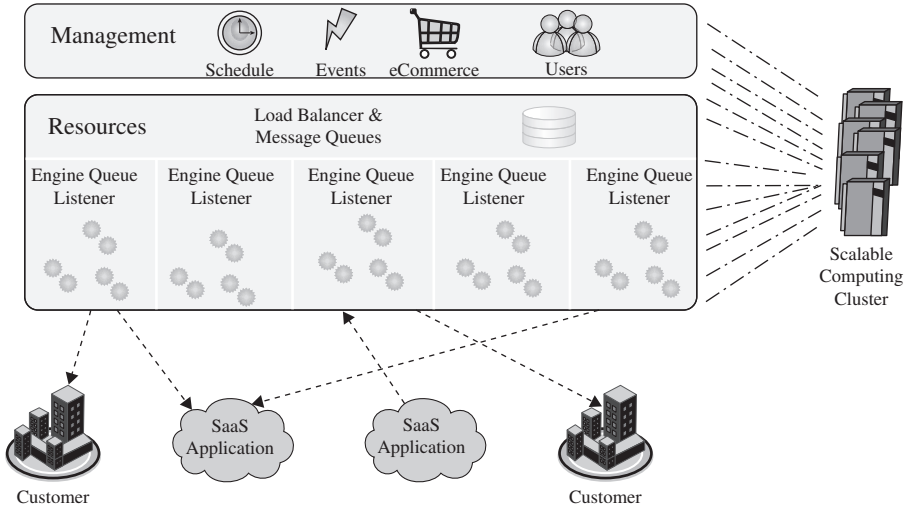 Management
Schedule
Events
eCommerce
Users
Resources
Load Balancer &
Message Queues
Engine Queue
Listener
Engine Queue
Listener
Engine Queue
Listener
Engine Queue
Listener
Engine Queue
Listener
Scalable
Computing
Cluster
SaaS
Application
SaaS
Application
Customer
Customer